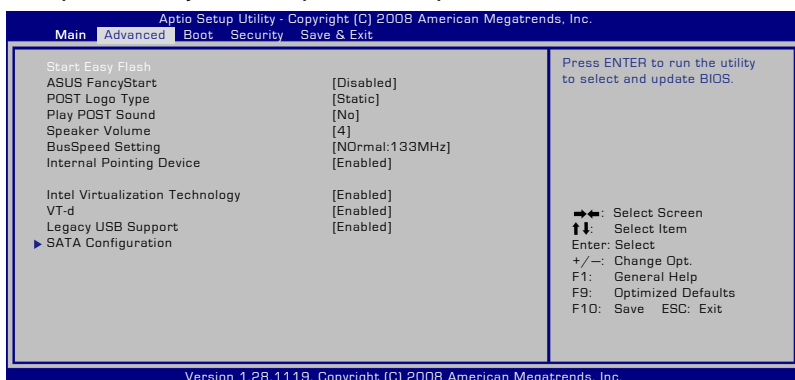 Aptio Setup Utility - Copyright (C) 2008 American Megatrends, Inc.
Main Advanced Boot Security Save & Exit
Start Easy Flash
ASUS FancyStart [Disabled]
POST Logo Type [Static]
Play POST Sound [No]
Speaker Volume [4]
BusSpeed Setting [NOrmal:133MHz]
Internal Pointing Device [Enabled]
Intel Virtualization Technology [Enabled]
VT-d [Enabled]
Legacy USB Support [Enabled]
SATA Configuration
Press ENTER to run the utility
to select and update BIOS.
→←: Select Screen
↑↓: Select Item
Enter: Select
+/—: Change Opt.
F1: General Help
F9: Optimized Defaults
F10: Save ESC: Exit
Version 1.28.1119. Copyright (C) 2008 American Megatrends, Inc.